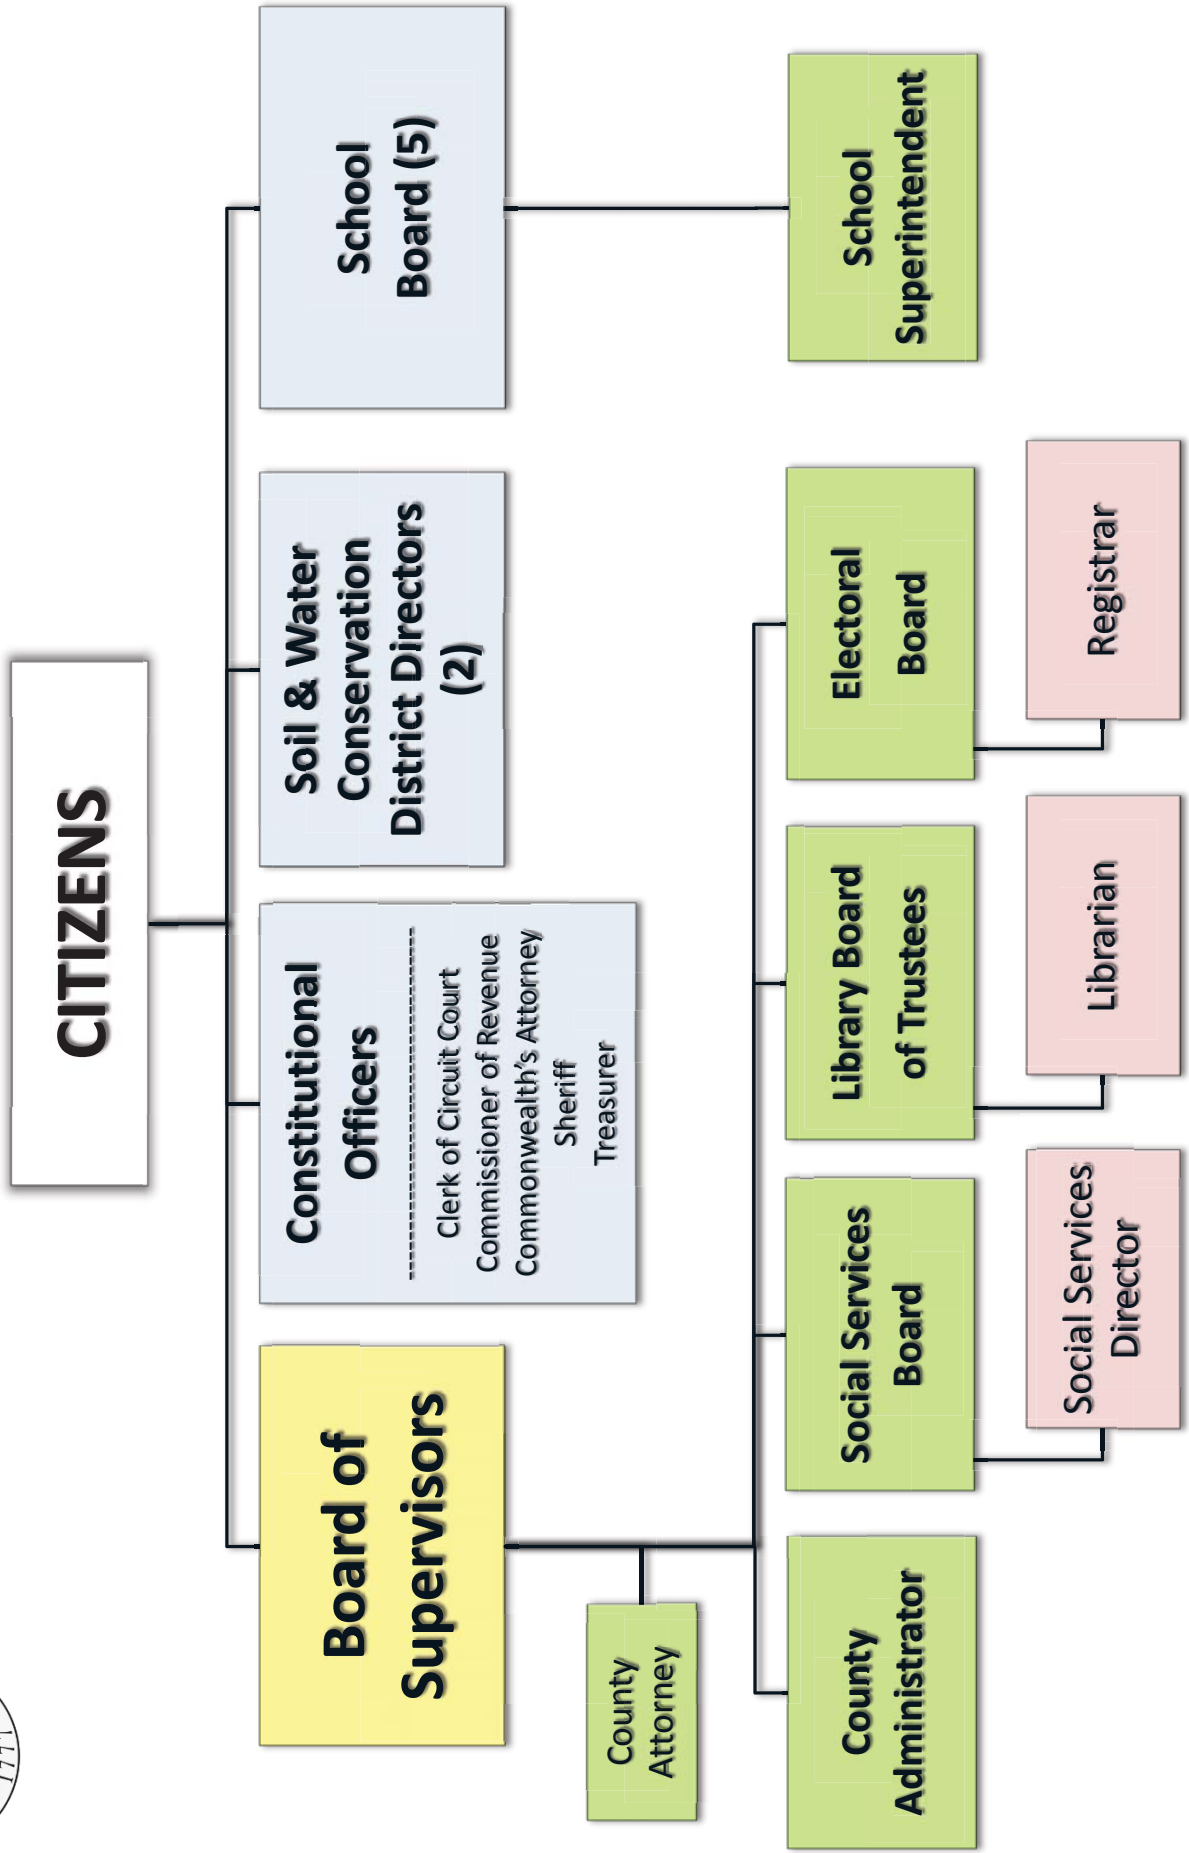 CITIZENS
Board of
Supervisors
Constitutional
Officers
--------------------------------------------
Clerk of Circuit Court
Commissioner of Revenue
Commonwealth's Attorney
Sheriff
Treasurer
Soil & Water
Conservation
District Directors
(2)
School
Board (5)
County
Attorney
County
Administrator
Social Services
Board
Library Board
of Trustees
Electoral
Board
School
Superintendent
Social Services
Director
Librarian
Registrar
1777